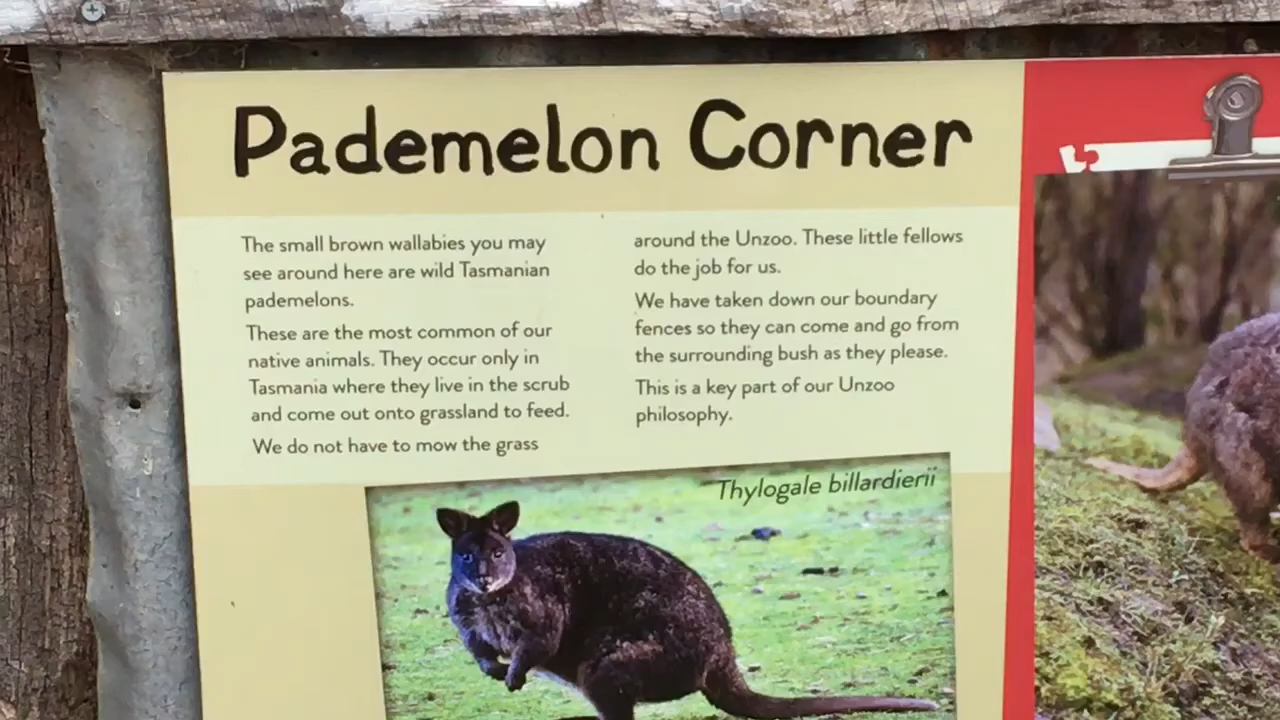 Pademelon Corner
The small brown wallabies you may
see around here are wild Tasmanian
pademelons.
These are the most common of our
native animals. They occur only in
Tasmania where they live in the scrub
and come out onto grassland to feed.
We do not have to mow the grass
around the Unzoo. These little fellows
do the job for us.
We have taken down our boundary
fences so they can come and go from
the surrounding bush as they please.
This is a key part of our Unzoo
philosophy.
Thylogale billardierii